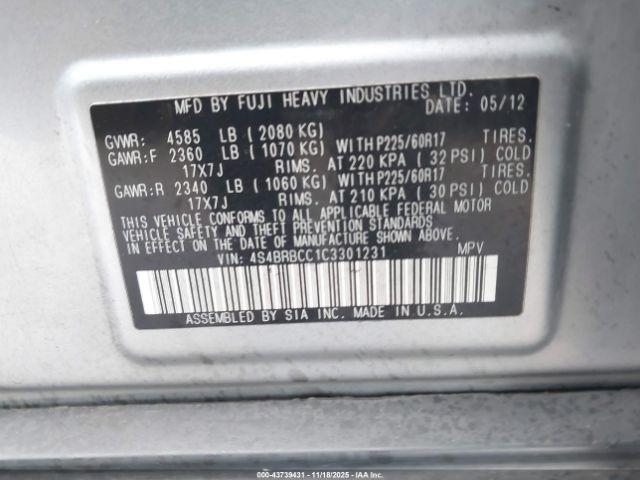 MFD BY FUJI HEAVY INDUSTRIES LTD.
DATE: 05/12
GVWR: 4585 LB ( 2080 KG)
GAWR:F 2360 LB ( 1070 KG) WITH P225/60R17 TIRES.
17X7J RIMS. AT 220 KPA ( 32 PSI) COLD
GAWR:R 2340 LB ( 1060 KG) WITH P225/60R17 TIRES.
17X7J RIMS. AT 210 KPA ( 30 PSI) COLD
THIS VEHICLE CONFORMS TO ALL APPLICABLE FEDERAL MOTOR
VEHICLE SAFETY AND THEFT PREVENTION STANDARDS
IN EFFECT ON THE DATE OF MANUFACTURE SHOWN ABOVE.
VIN: 4S4BRBCC1C3301231 MPV
ASSEMBLED BY SIA INC. MADE IN U.S.A.
© 43739431 - 11/18/2025 - IAAI.COM